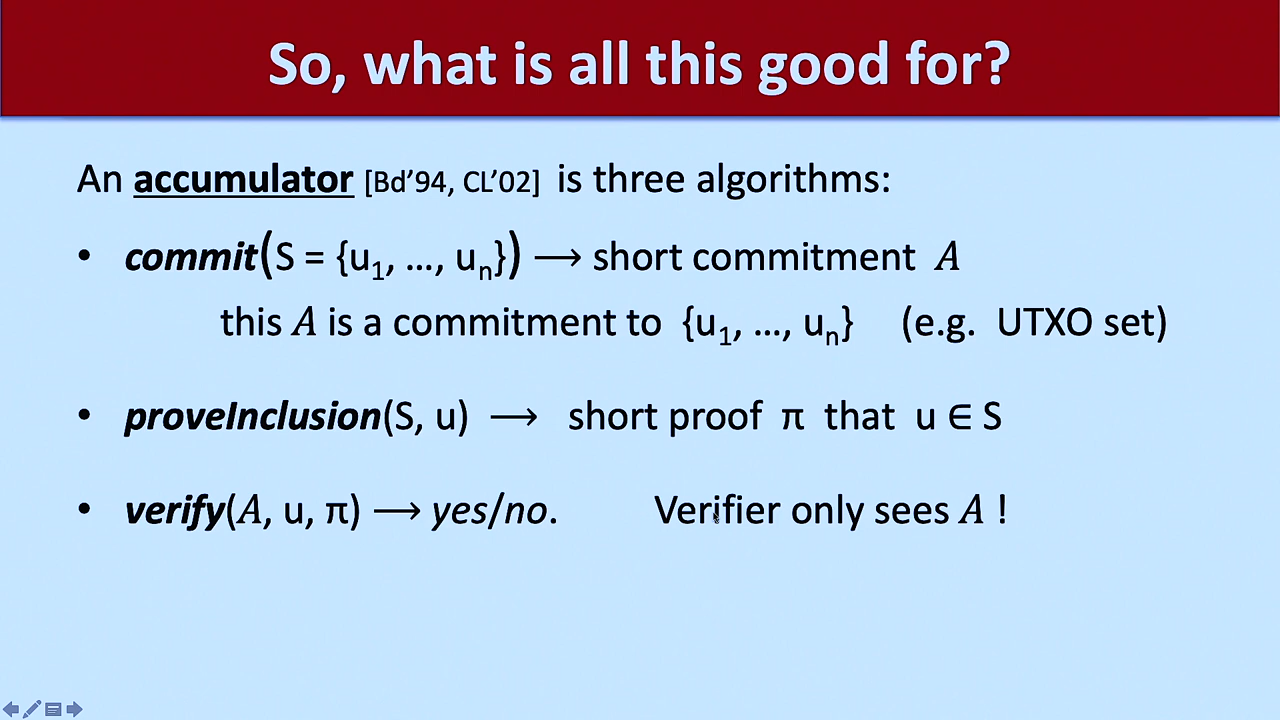 So, what is all this good for?
An accumulator [Bd’94, CL’02] is three algorithms:
• commit(S = {u₁, …, uₙ}) ⟶ short commitment A
this A is a commitment to {u₁, …, uₙ} (e.g. UTXO set)
• proveInclusion(S, u) ⟶ short proof π that u ∈ S
• verify(A, u, π) ⟶ yes/no. Verifier only sees A !